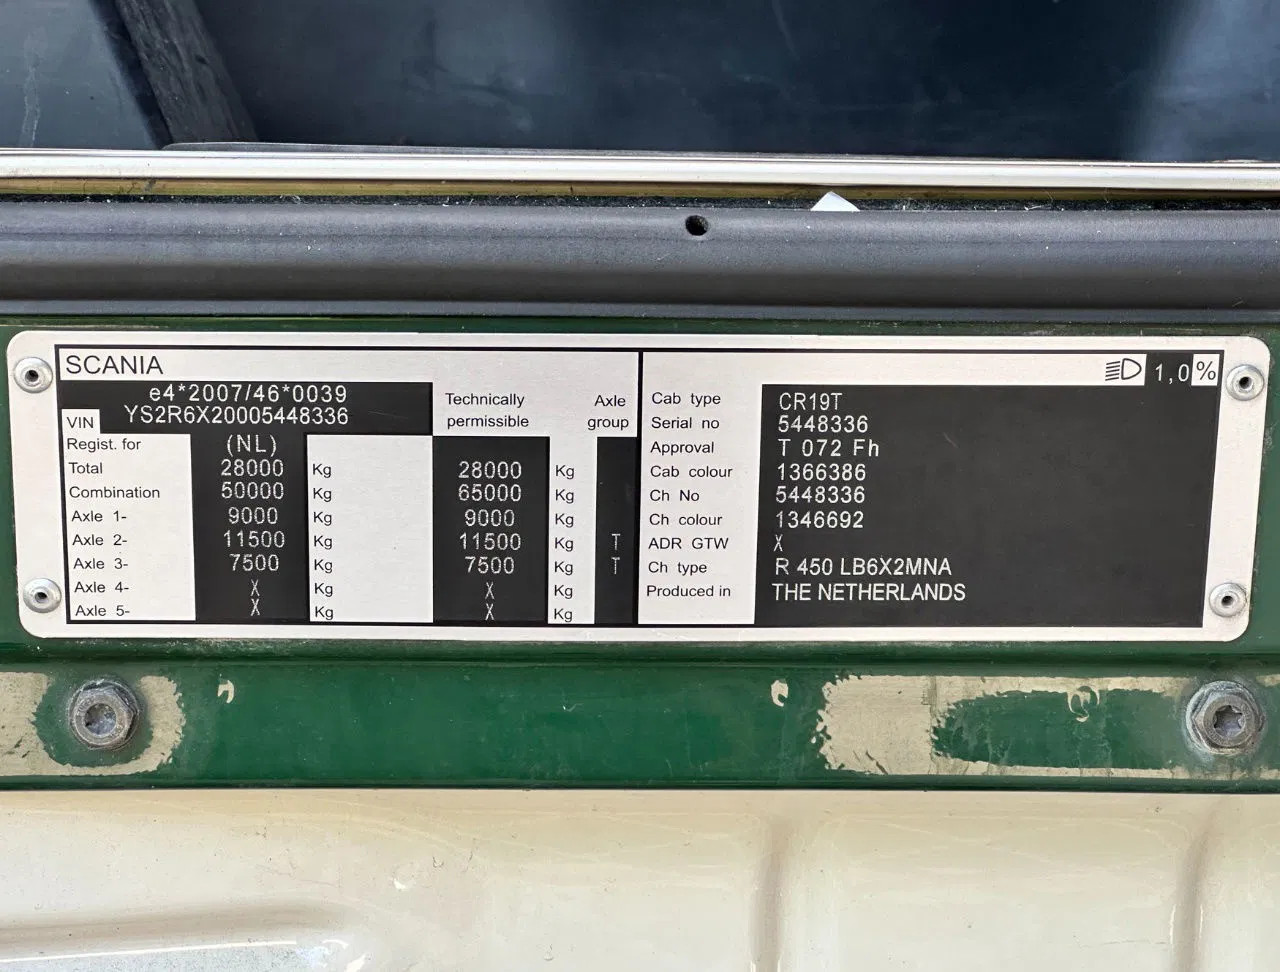 SCANIA
e4*2007/46*0039
VIN YS2R6X20005448336
Technically permissible
Axle group
Regist. for (NL)
Total 28000 Kg 28000 Kg
Combination 50000 Kg 65000 Kg
Axle 1- 9000 Kg 9000 Kg
Axle 2- 11500 Kg 11500 Kg T
Axle 3- 7500 Kg 7500 Kg T
Axle 4- X Kg X Kg
Axle 5- X Kg X Kg
1,0%
Cab type CR19T
Serial no 5448336
Approval T 072 Fh
Cab colour 1366386
Ch No 5448336
Ch colour 1346692
ADR GTW X
Ch type R 450 LB6X2MNA
Produced in THE NETHERLANDS